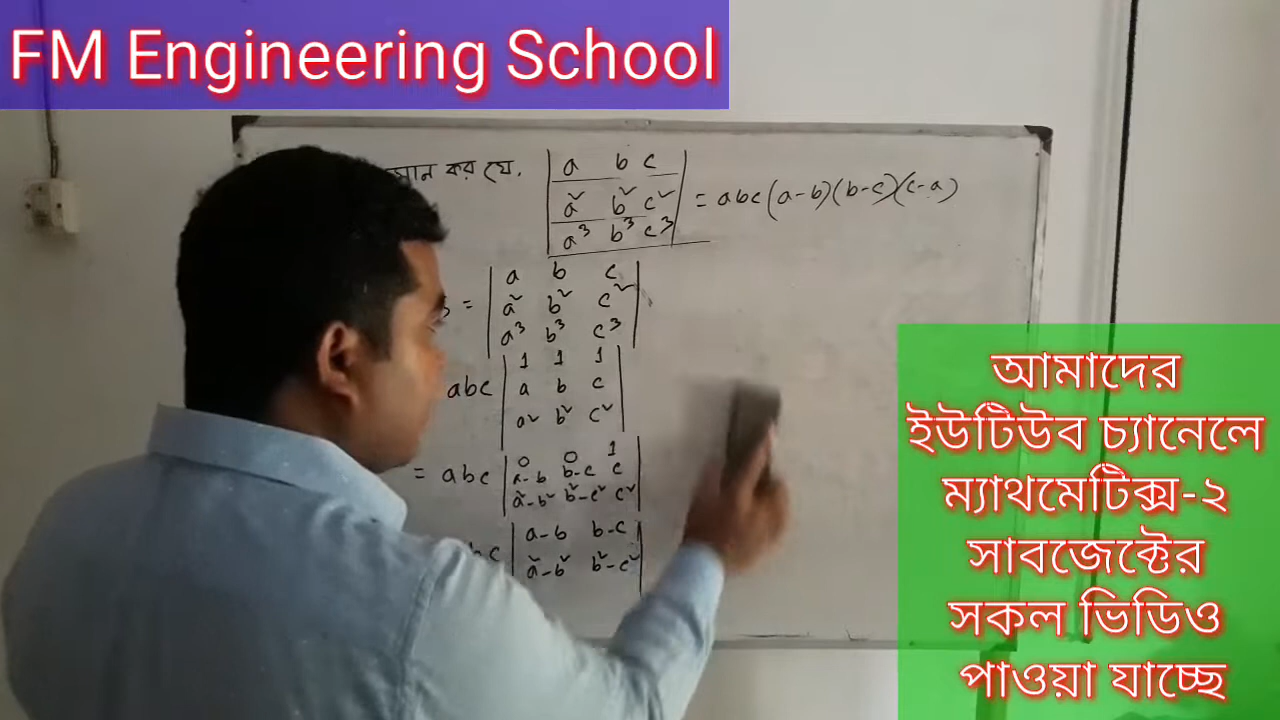 FM Engineering School
কর যে, | a b c |
| a² b² c² | = abc(a-b)(b-c)(c-a)
| a³ b³ c³ |
= | a b c |
| a² b² c² |
| a³ b³ c³ |
abc | 1 1 1 |
| a b c |
| a² b² c² |
= abc | 0 0 1 |
| a-b b-c c |
| a²-b² b²-c² c² |
bc | a-b b-c |
| a²-b² b²-c² |
আমাদের
ইউটিউব চ্যানেলে
ম্যাথমেটিক্স-২
সাবজেক্টের
সকল ভিডিও
পাওয়া যাচ্ছে